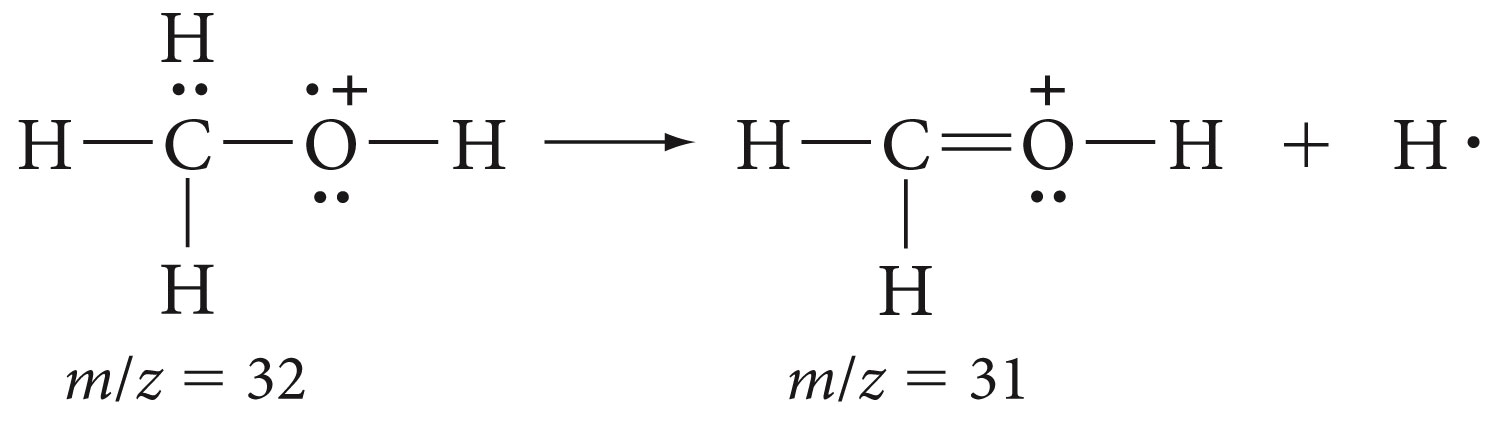 H
H—C—O—H ⟶ H—C=O—H + H·
H H
m/z = 32 m/z = 31